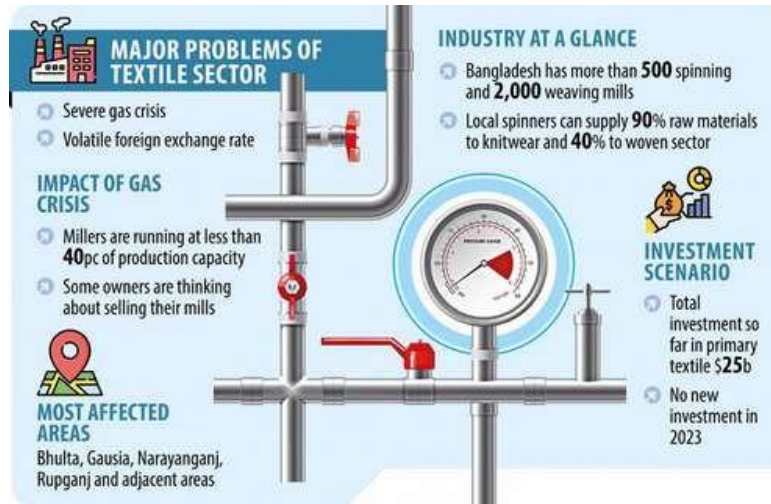 MAJOR PROBLEMS OF
TEXTILE SECTOR
Severe gas crisis
Volatile foreign exchange rate
IMPACT OF GAS
CRISIS
Millers are running at less than
40pc of production capacity
Some owners are thinking
about selling their mills
MOST AFFECTED
AREAS
Bhulta, Gausia, Narayanganj,
Rupganj and adjacent areas
INDUSTRY AT A GLANCE
Bangladesh has more than 500 spinning
and 2,000 weaving mills
Local spinners can supply 90% raw materials
to knitwear and 40% to woven sector
PRESSURE GAUGE
INVESTMENT
SCENARIO
Total
investment so
far in primary
textile $25b
No new
investment in
2023